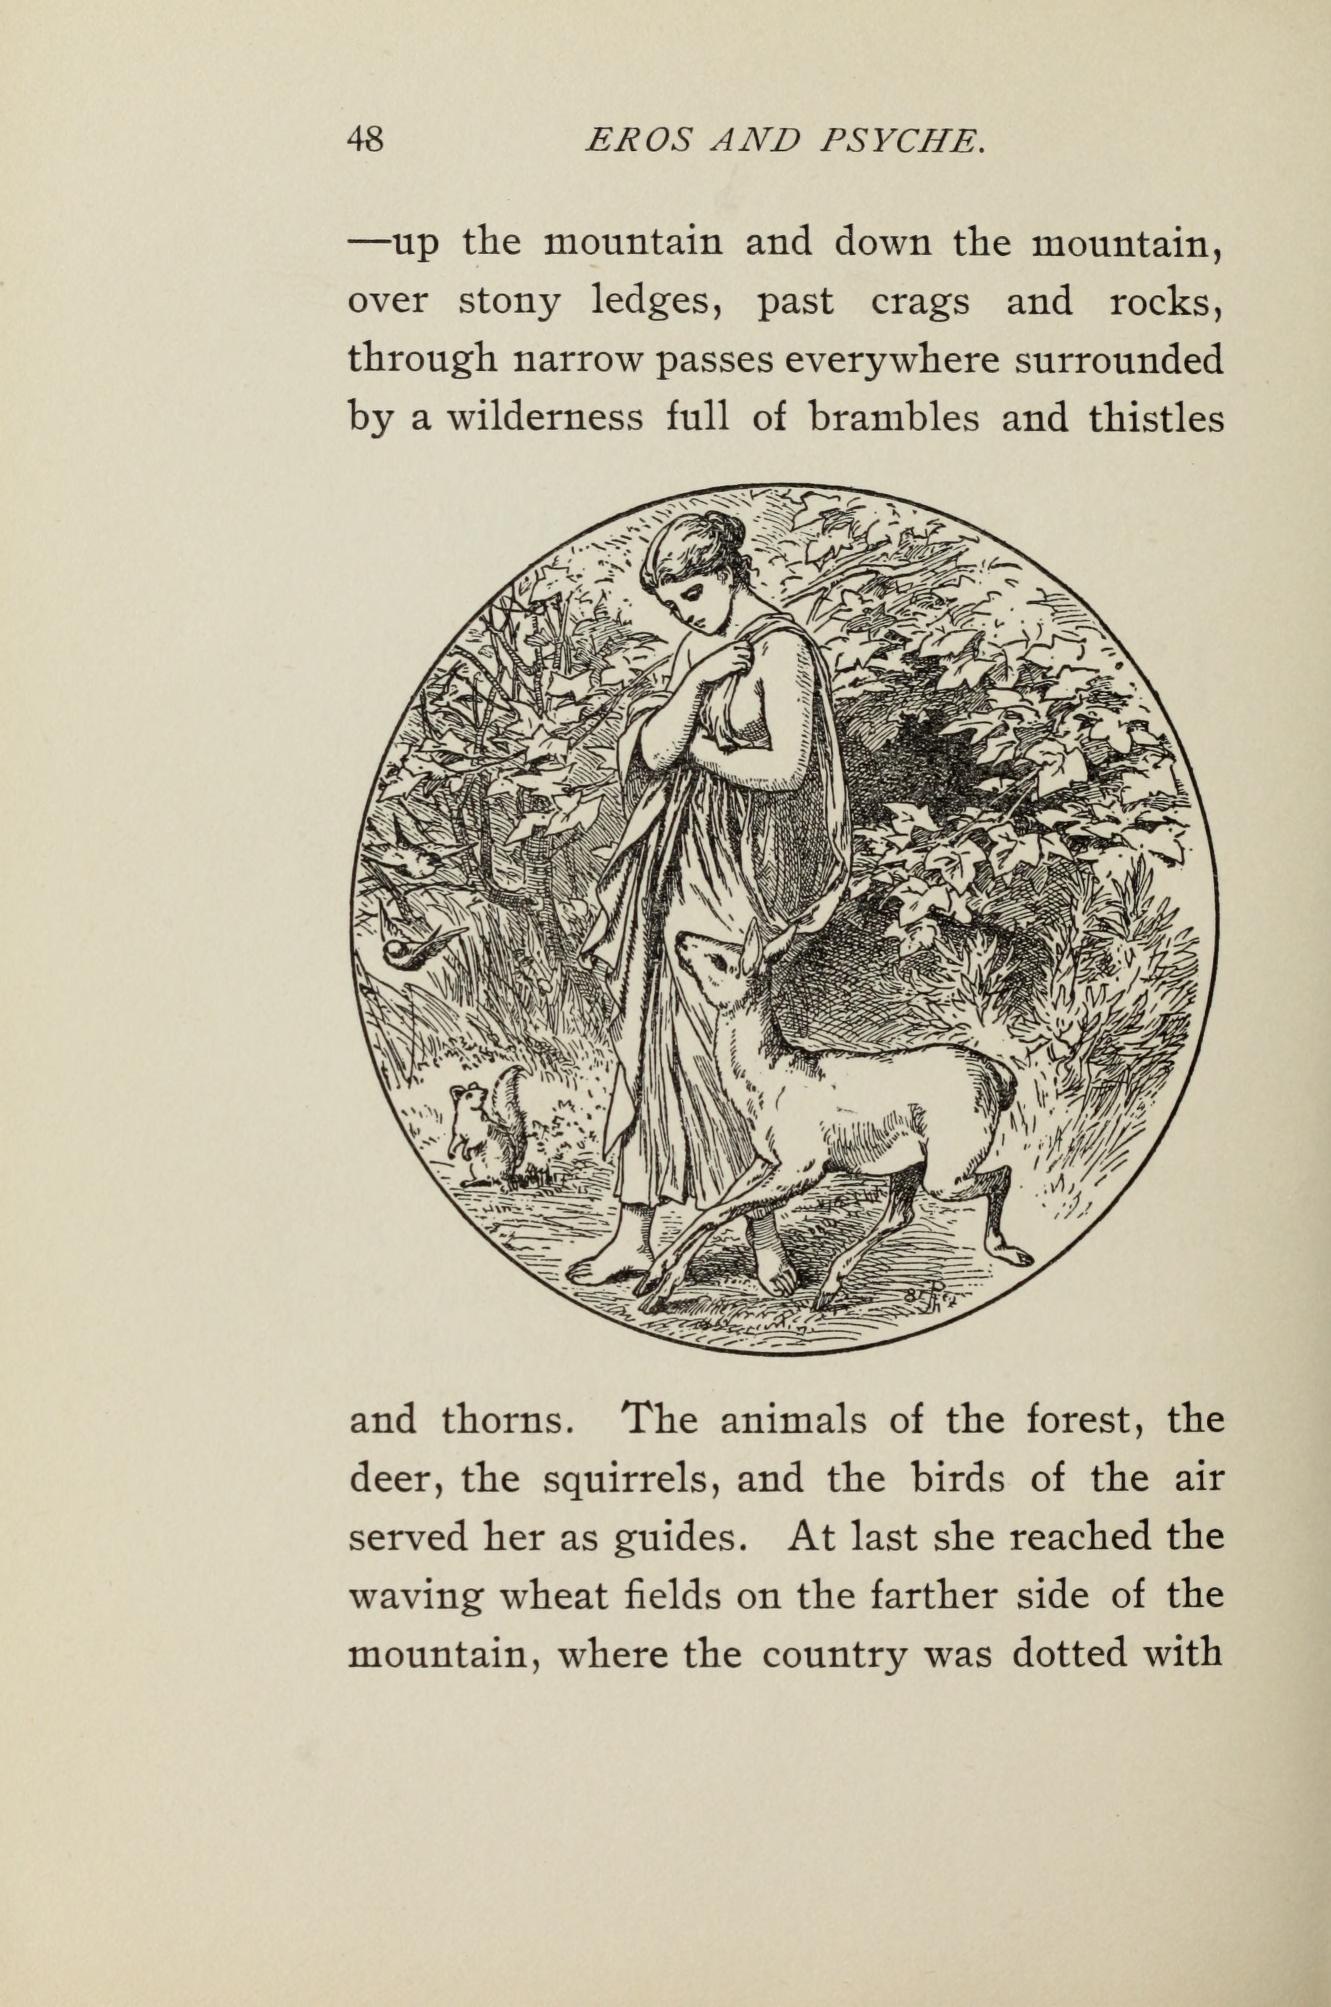 48 EROS AND PSYCHE.
—up the mountain and down the mountain,
over stony ledges, past crags and rocks,
through narrow passes everywhere surrounded
by a wilderness full of brambles and thistles
and thorns. The animals of the forest, the
deer, the squirrels, and the birds of the air
served her as guides. At last she reached the
waving wheat fields on the farther side of the
mountain, where the country was dotted with